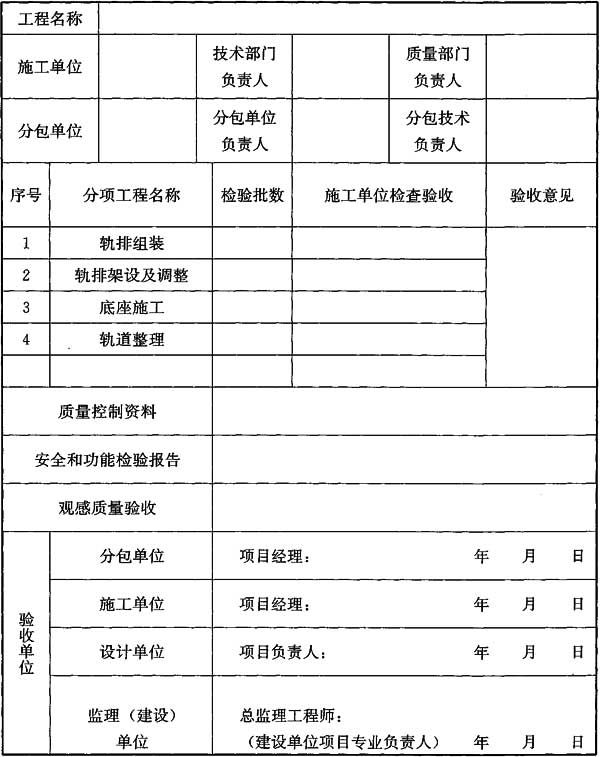 工程名称
施工单位 技术部门负责人 质量部门负责人
分包单位 分包单位负责人 分包技术负责人
序号 分项工程名称 检验批数 施工单位检查验收 验收意见
1 轨排组装
2 轨排架设及调整
3 底座施工
4 轨道整理
质量控制资料
安全和功能检验报告
观感质量验收
验收单位
分包单位 项目经理: 年 月 日
施工单位 项目经理: 年 月 日
设计单位 项目负责人: 年 月 日
监理（建设）单位 总监理工程师:
（建设单位项目专业负责人） 年 月 日